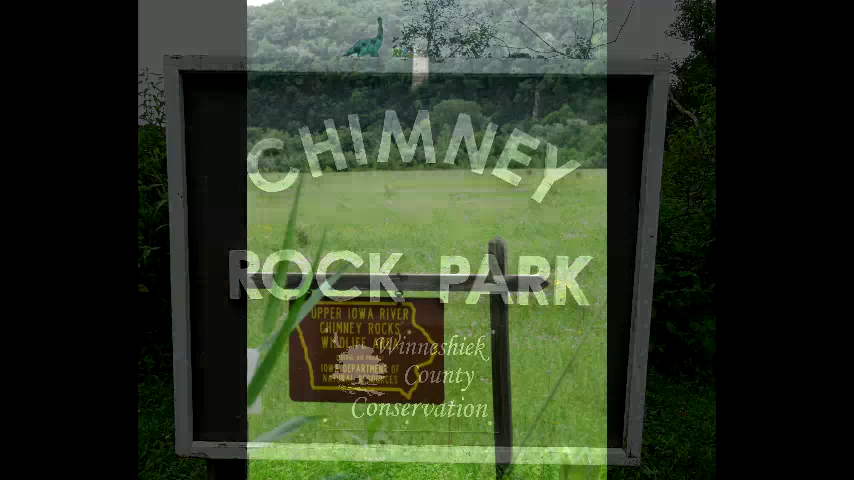 CHIMNEY
ROCK PARK
UPPER IOWA RIVER
CHIMNEY ROCKS
WILDLIFE AREA
IOWA DEPARTMENT OF
NATURAL RESOURCES
Winneshiek
County
Conservation